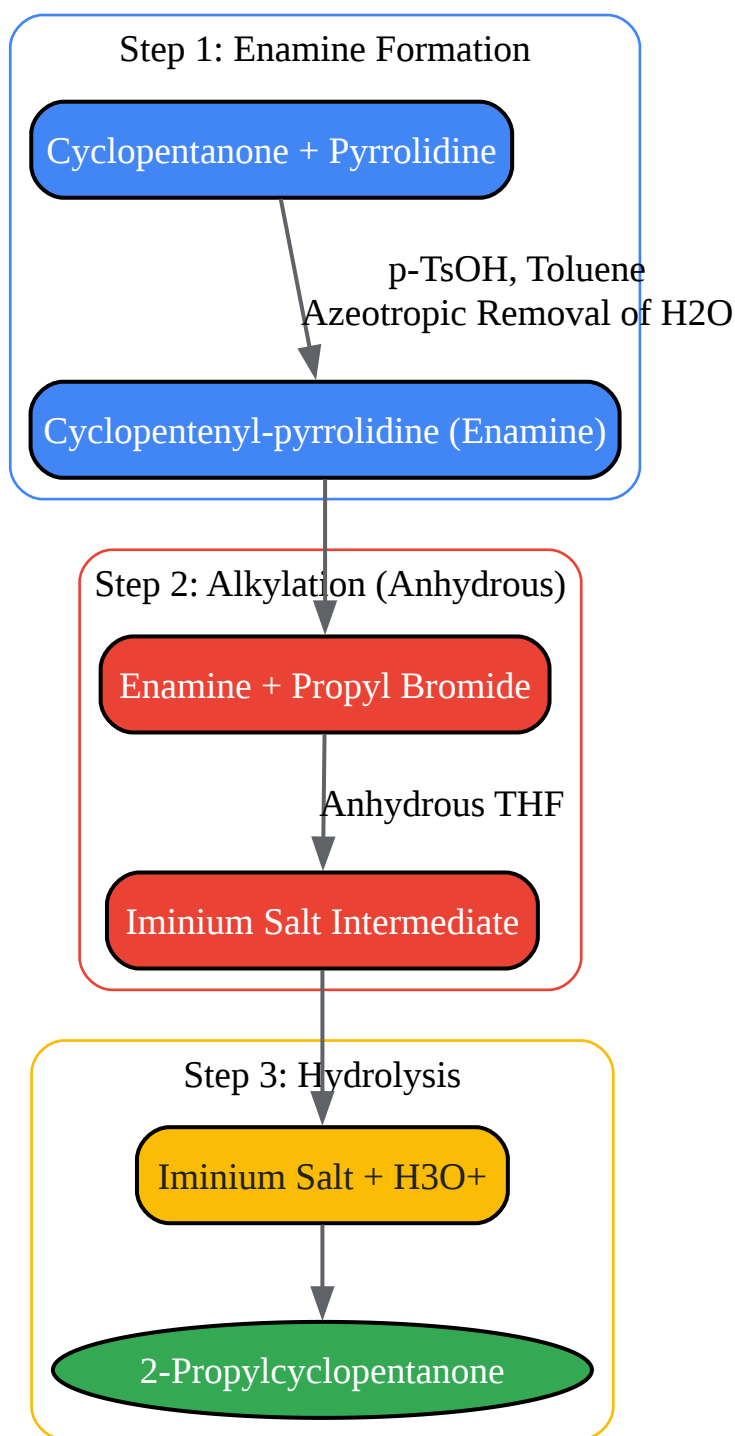 Step 1: Enamine Formation
Cyclopentanone + Pyrrolidine
p-TsOH, Toluene
Azeotropic Removal of H2O
Cyclopentenyl-pyrrolidine (Enamine)
Step 2: Alkylation (Anhydrous)
Enamine + Propyl Bromide
Anhydrous THF
Iminium Salt Intermediate
Step 3: Hydrolysis
Iminium Salt + H3O+
2-Propylcyclopentanone